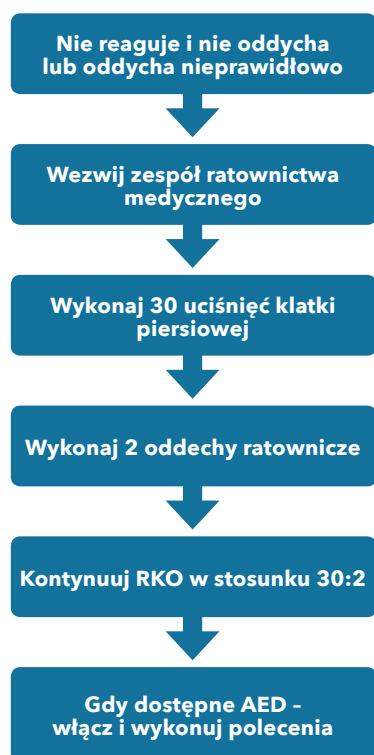 Nie reaguje i nie oddycha
lub oddycha nieprawidłowo
Wezwij zespół ratownictwa
medycznego
Wykonaj 30 uciśnięć klatki
piersiowej
Wykonaj 2 oddechy ratownicze
Kontynuuj RKO w stosunku 30:2
Gdy dostępne AED –
włącz i wykonuj polecenia